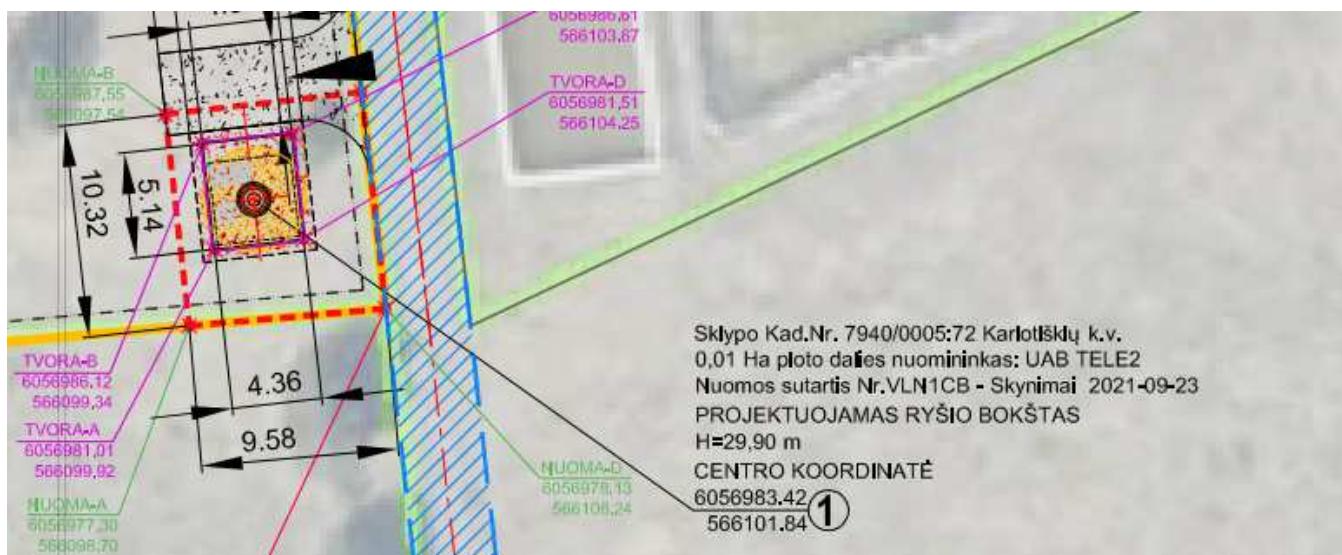 6056986,61
566103,87
NUOMA-B
6056987,55
566097,54
TVORA-D
6056981,51
566104,25
10.32
5.14
TVORA-B
6056986,12
566099,34
TVORA-A
6056981,01
566099,92
NUOMA-A
6056977,30
566098,70
4.36
9.58
NUOMA-D
6056978,13
566108,24
Sklypo Kad.Nr. 7940/0005:72 Karlotiškių k.v.
0,01 Ha ploto dalies nuomininkas: UAB TELE2
Nuomos sutartis Nr.VLN1CB - Skynimai 2021-09-23
PROJEKTUOJAMAS RYŠIO BOKŠTAS
H=29,90 m
CENTRO KOORDINATĖ
6056983.42
566101.84
1